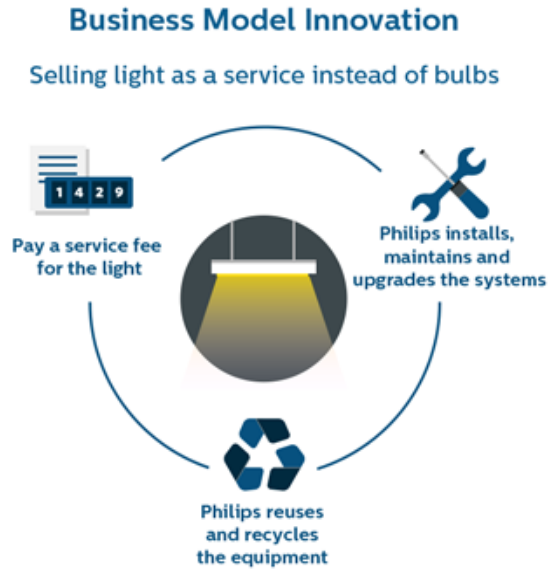 Business Model Innovation
Selling light as a service instead of bulbs
1429
Pay a service fee
for the light
Philips installs,
maintains and
upgrades the systems
Philips reuses
and recycles
the equipment